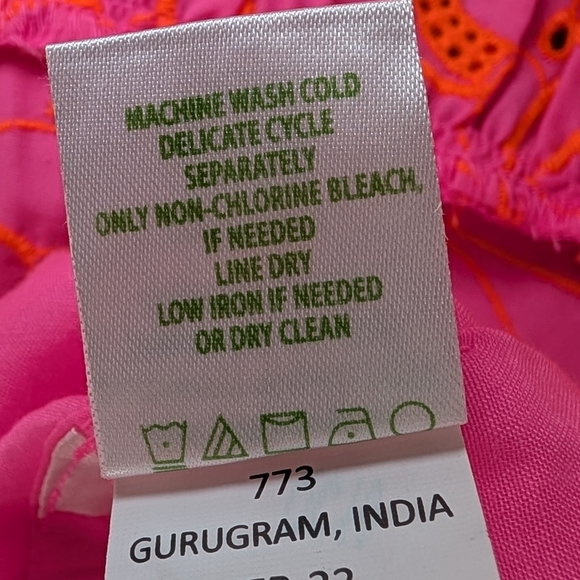 MACHINE WASH COLD
DELICATE CYCLE
SEPARATELY
ONLY NON-CHLORINE BLEACH,
IF NEEDED
LINE DRY
LOW IRON IF NEEDED
OR DRY CLEAN
773
GURUGRAM, INDIA